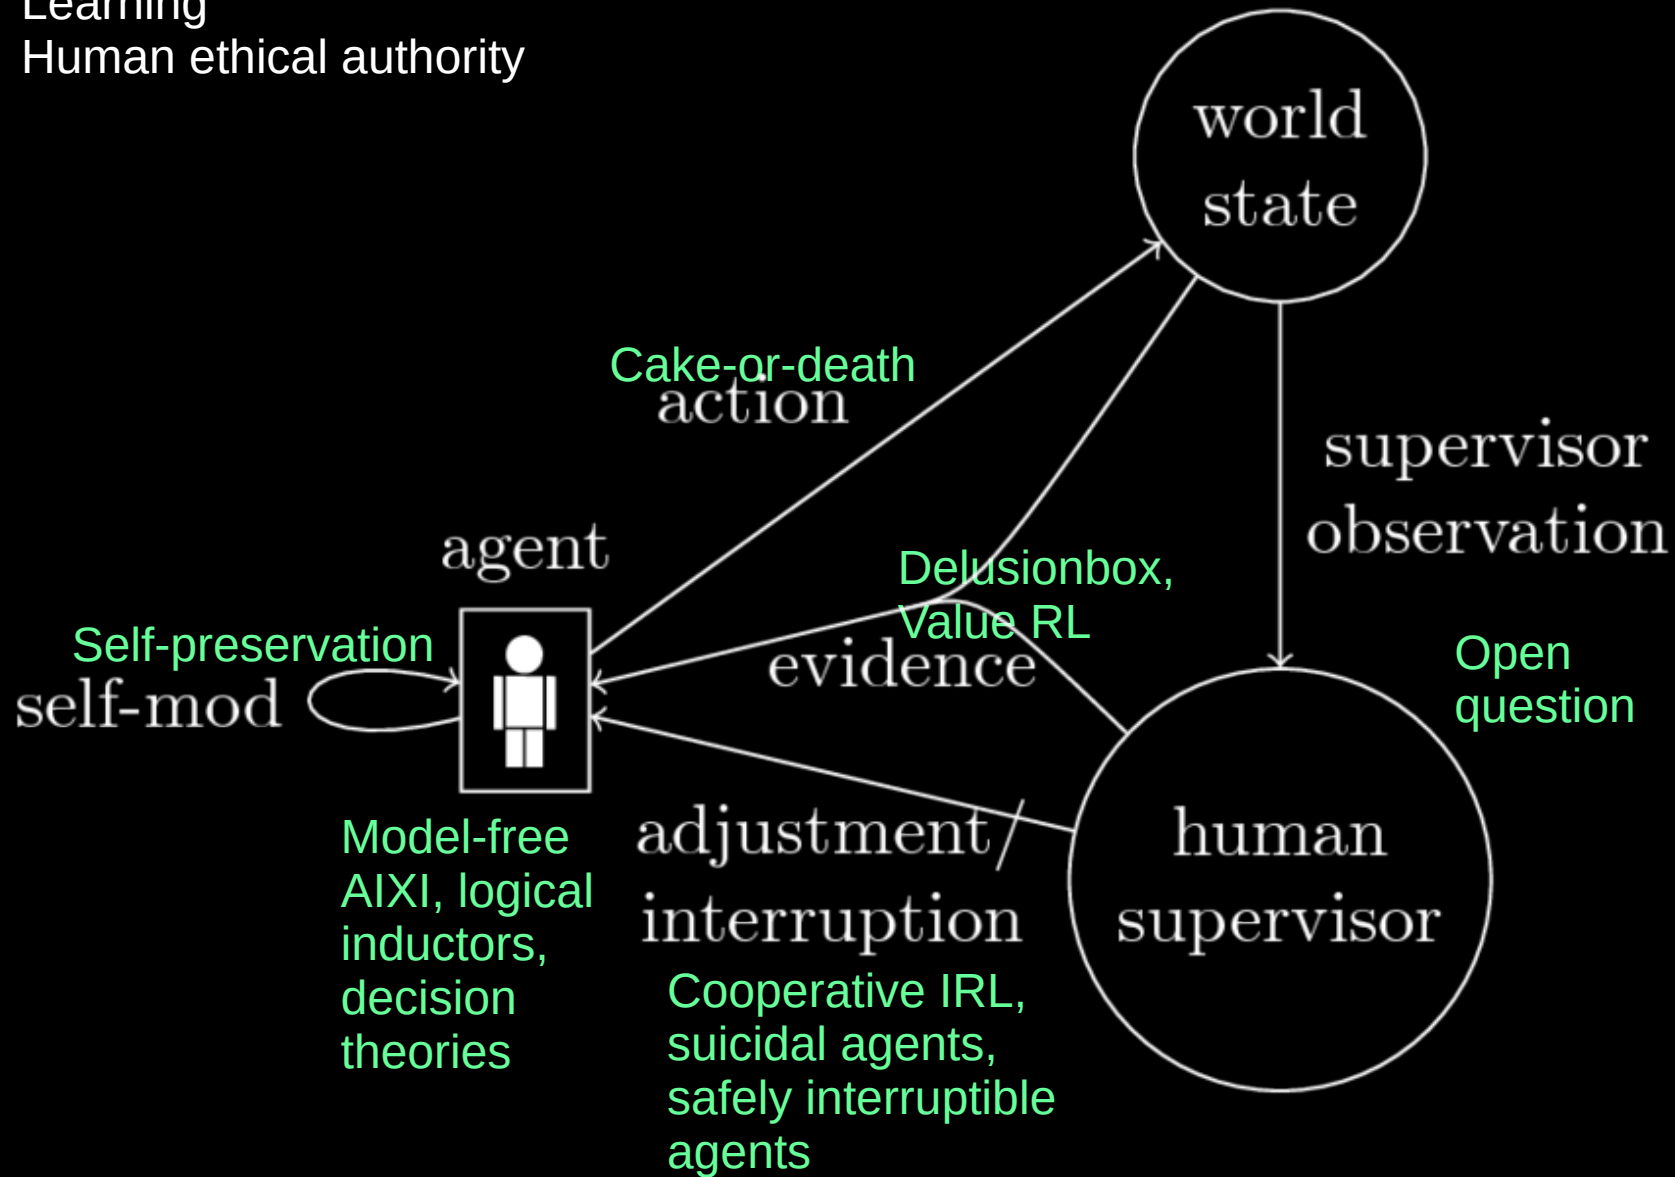 Learning
Human ethical authority
world
state
Cake-or-death
action
supervisor
observation
agent
Delusionbox,
Value RL
evidence
Self-preservation
self-mod
Open
question
Model-free
AIXI, logical
inductors,
decision
theories
adjustment/
interruption
human
supervisor
Cooperative IRL,
suicidal agents,
safely interruptible
agents